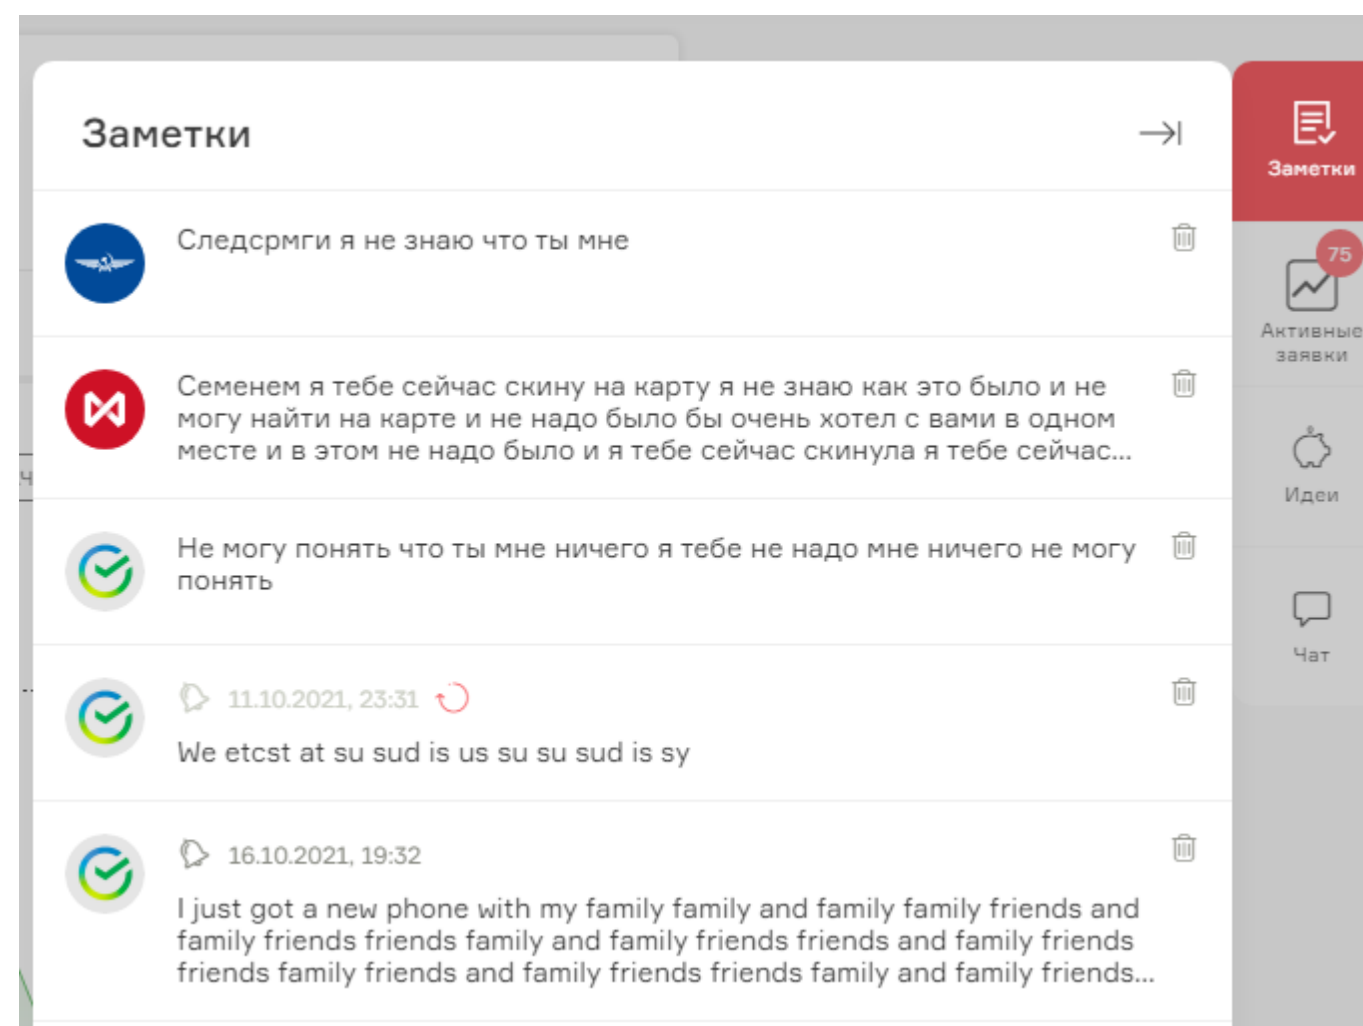 Заметки
Следсрмги я не знаю что ты мне
Семенем я тебе сейчас скину на карту я не знаю как это было и не
могу найти на карте и не надо было бы очень хотел с вами в одном
месте и в этом не надо было и я тебе сейчас скинула я тебе сейчас...
Не могу понять что ты мне ничего я тебе не надо мне ничего не могу
понять
11.10.2021, 23:31
We etcst at su sud is us su su sud is sy
16.10.2021, 19:32
I just got a new phone with my family family and family family friends and
family friends friends family and family friends friends and family friends
friends family friends and family friends friends family and family friends...
Заметки
75
Активные
заявки
Идеи
Чат